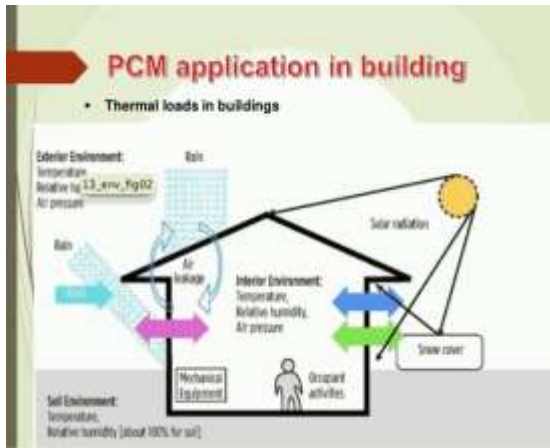 PCM application in building
• Thermal loads in buildings
Exterior Environment:
Temperature
Relative hu
13_env_fig02
Air pressure
Rain
Solar radiation
Rain
Air
leakage
Interior Environment:
Temperature,
Relative humidity,
Air pressure
Snow cover
Mechanical
Equipment
Occupant
activities
Soil Environment:
Temperature,
Relative humidity [about 100% for soil]